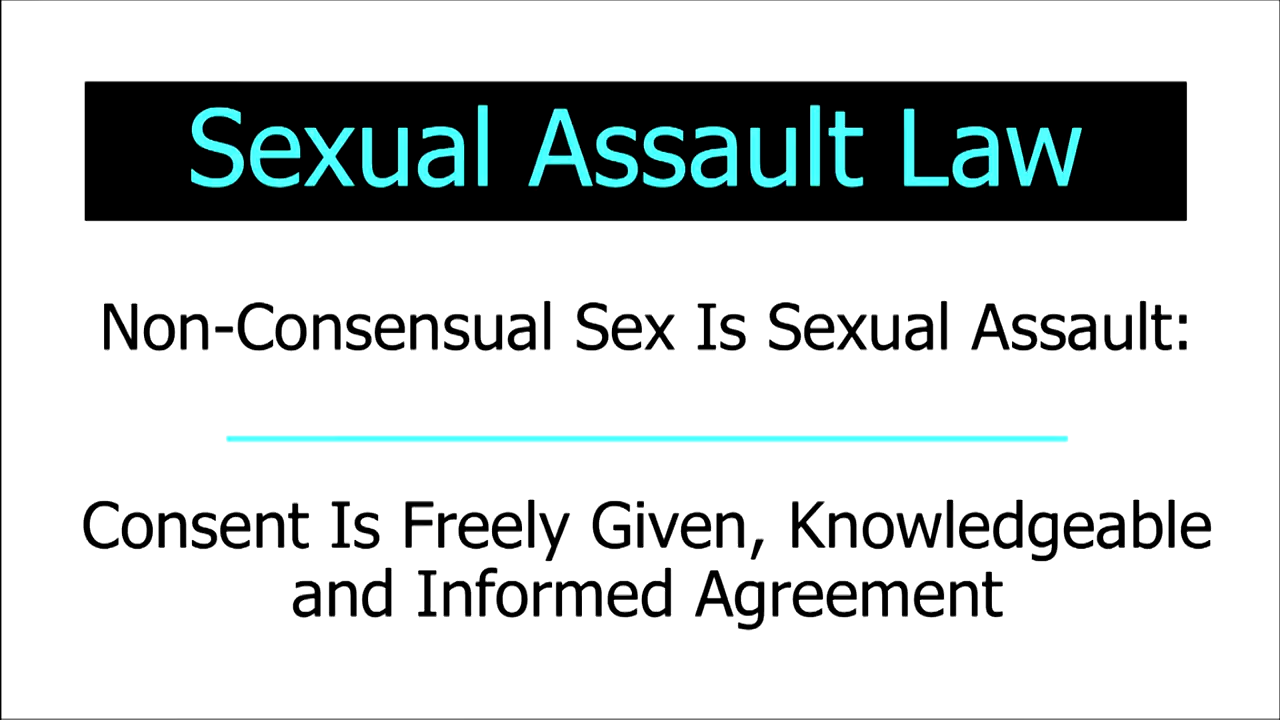 Sexual Assault Law
Non-Consensual Sex Is Sexual Assault:
Consent Is Freely Given, Knowledgeable
and Informed Agreement